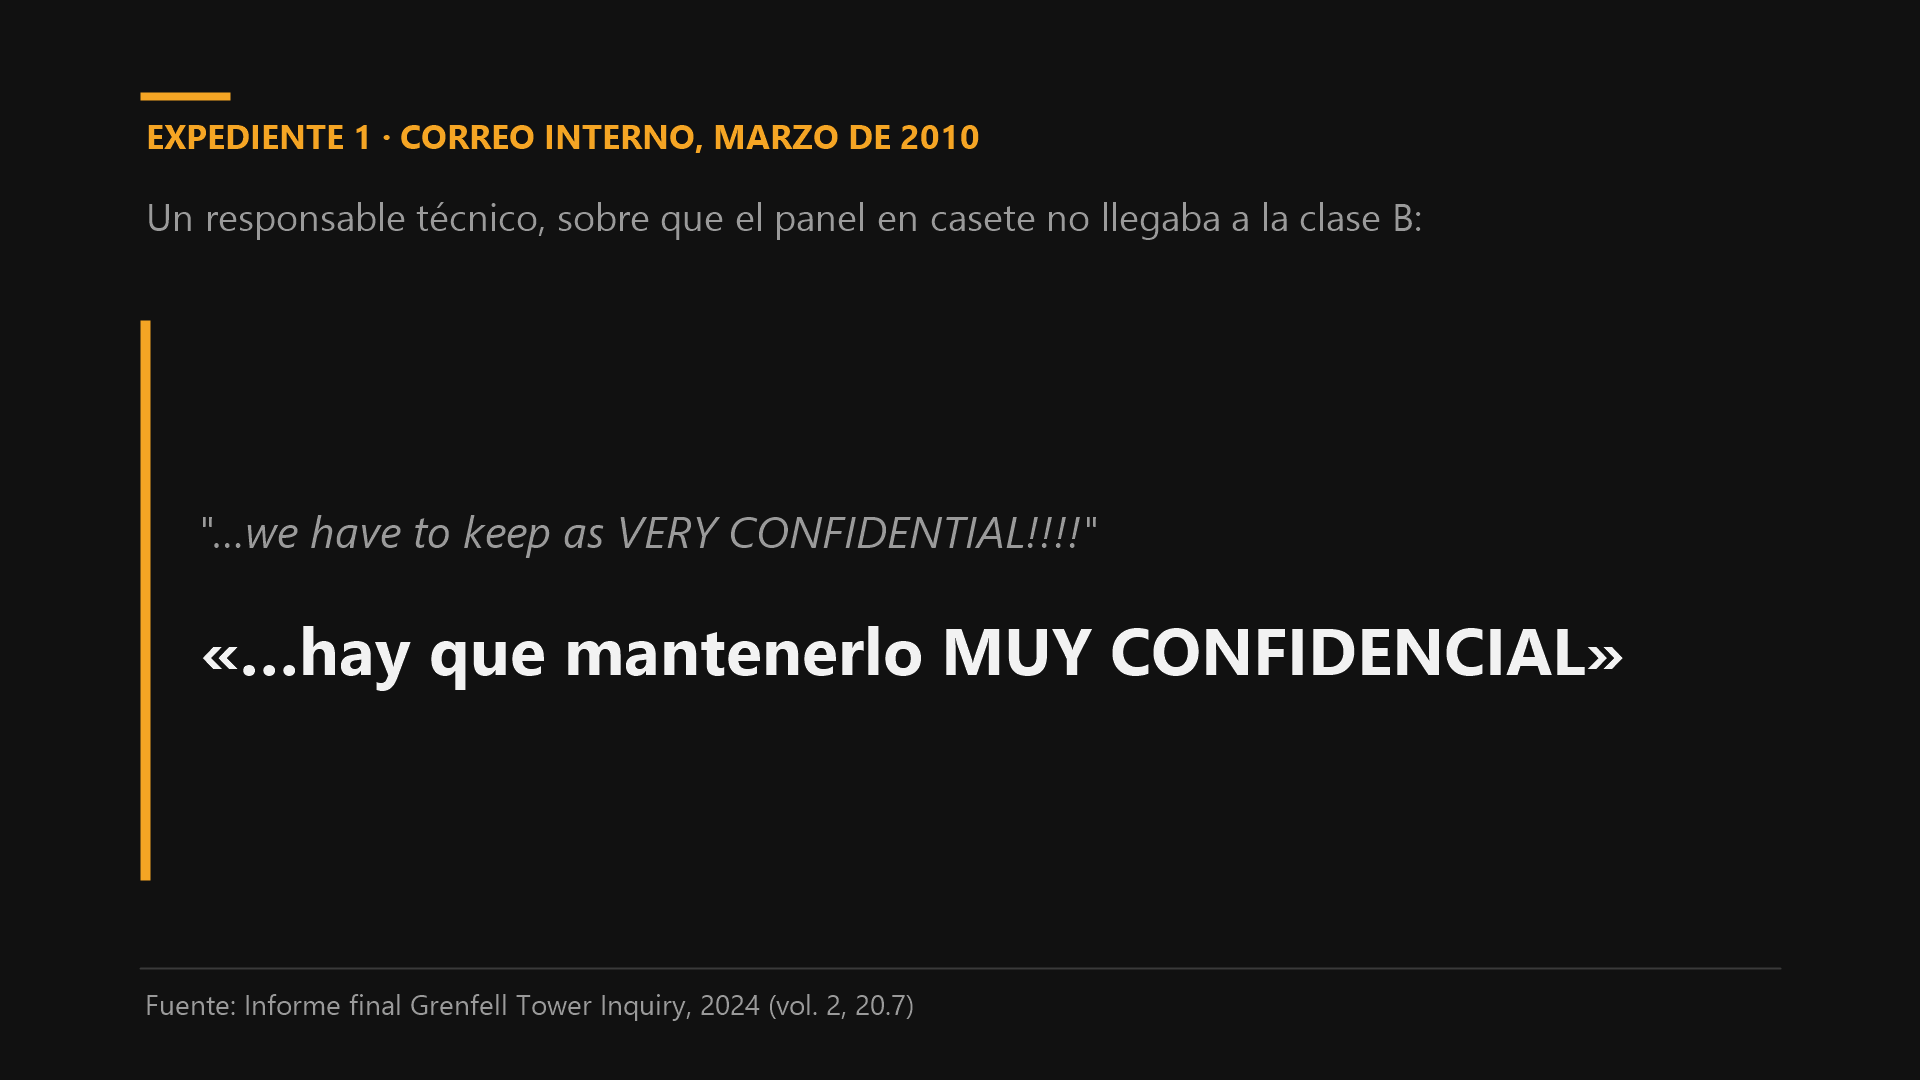 EXPEDIENTE 1 · CORREO INTERNO, MARZO DE 2010
Un responsable técnico, sobre que el panel en casete no llegaba a la clase B:
"…we have to keep as VERY CONFIDENTIAL!!!!"
«…hay que mantenerlo MUY CONFIDENCIAL»
Fuente: Informe final Grenfell Tower Inquiry, 2024 (vol. 2, 20.7)